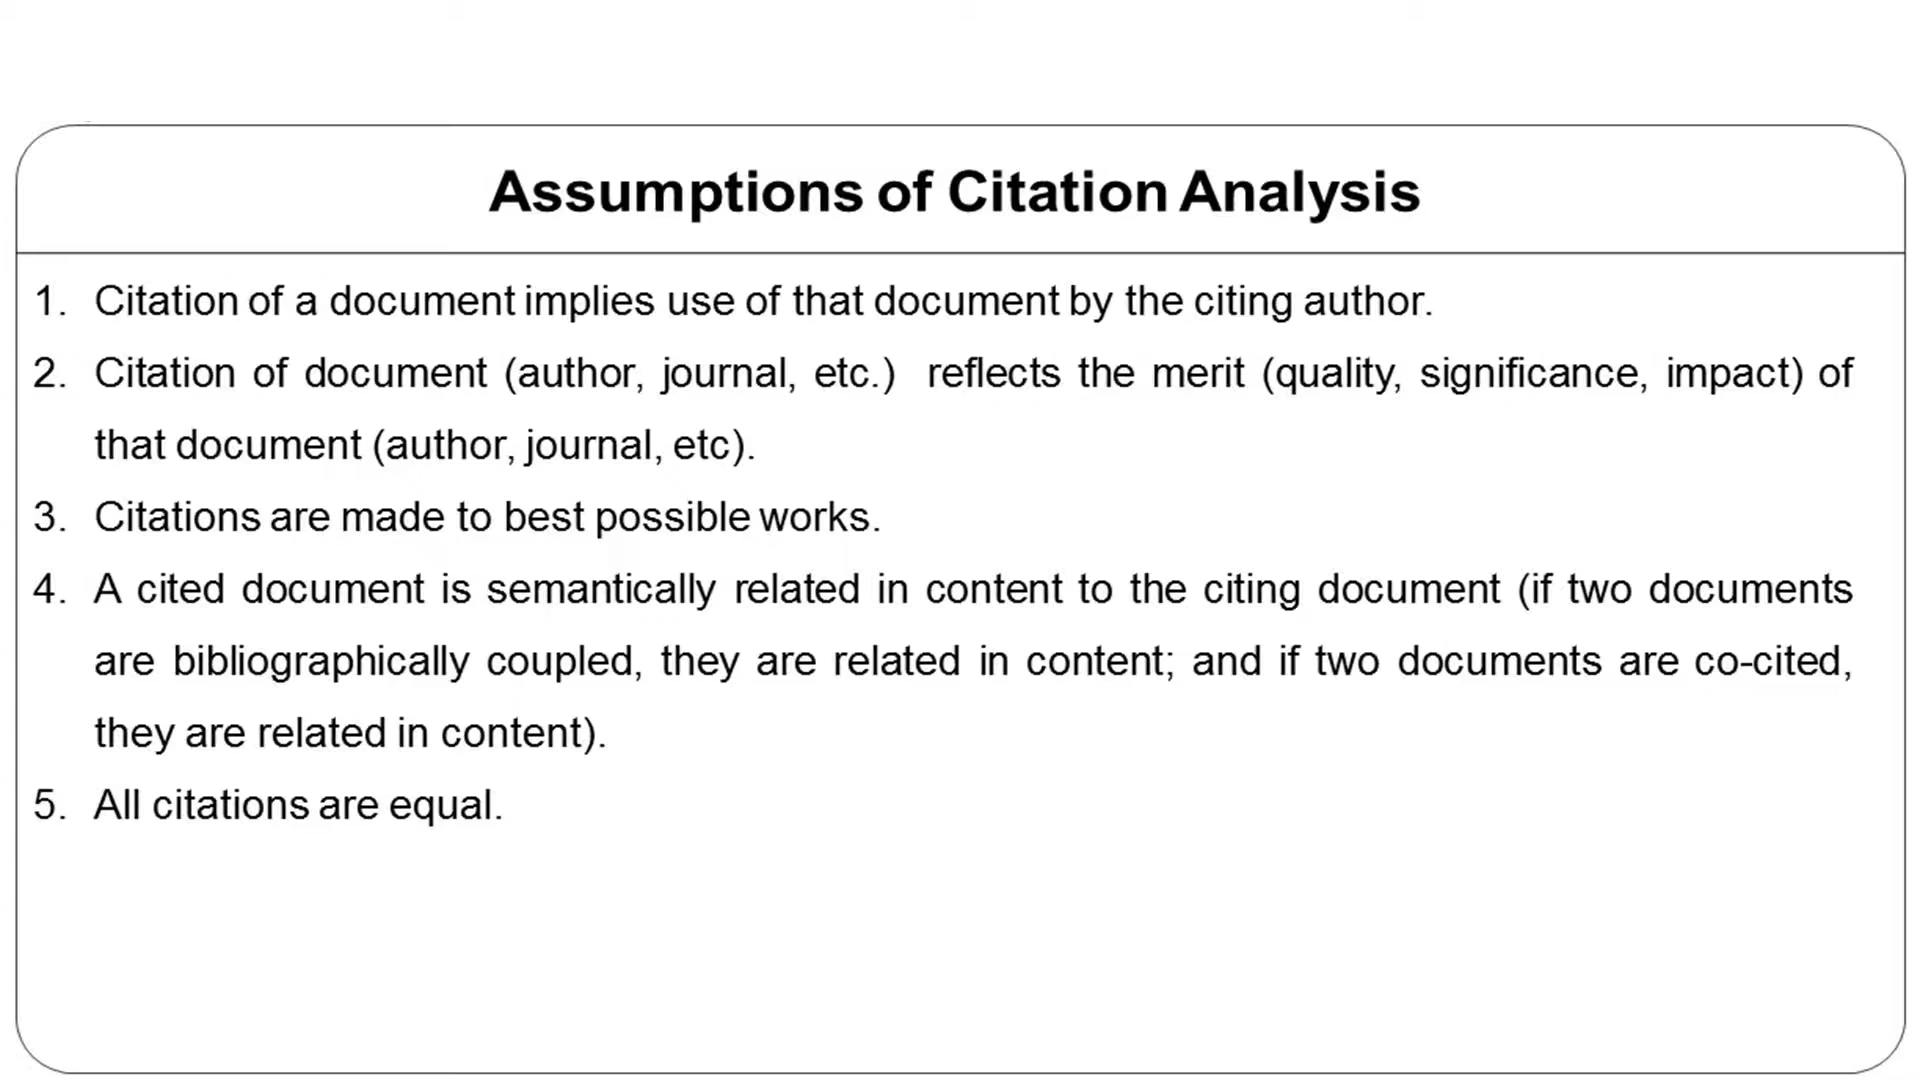 Assumptions of Citation Analysis
1. Citation of a document implies use of that document by the citing author.
2. Citation of document (author, journal, etc.) reflects the merit (quality, significance, impact) of
that document (author, journal, etc).
3. Citations are made to best possible works.
4. A cited document is semantically related in content to the citing document (if two documents
are bibliographically coupled, they are related in content; and if two documents are co-cited,
they are related in content).
5. All citations are equal.